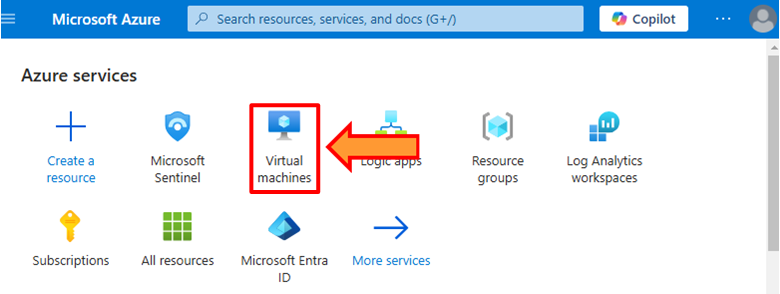 Microsoft Azure
Search resources, services, and docs (G+/)
Copilot
...
Azure services
Create a
resource
Microsoft
Sentinel
Virtual
machines
Logic apps
Resource
groups
Log Analytics
workspaces
Subscriptions
All resources
Microsoft Entra
ID
More services